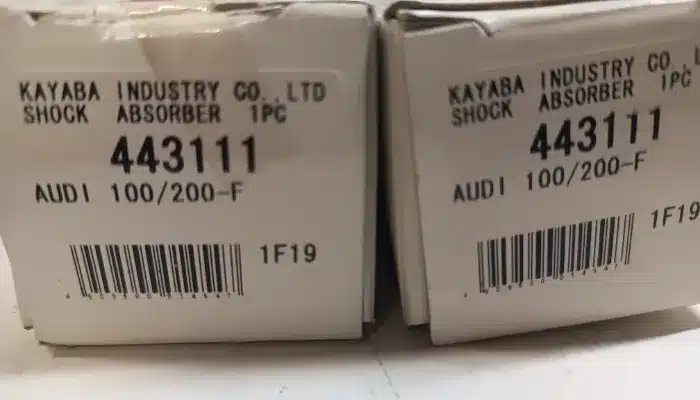 KAYABA INDUSTRY CO.,LTD
SHOCK ABSORBER 1PC
443111
AUDI 100/200-F
1F19
KAYABA INDUSTRY CO.,L
SHOCK ABSORBER 1PC
443111
AUDI 100/200-F
1F19